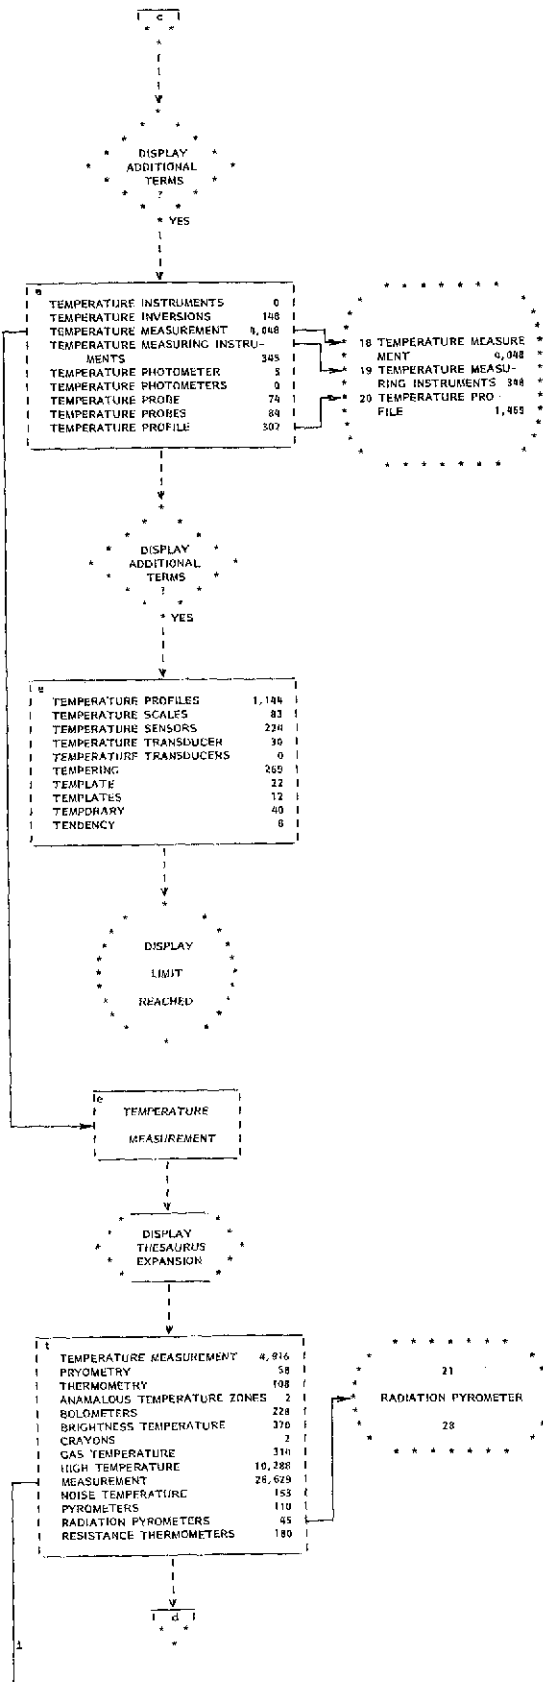 c
DISPLAY
ADDITIONAL
TERMS
?
YES
e
TEMPERATURE INSTRUMENTS 0
TEMPERATURE INVERSIONS 148
TEMPERATURE MEASUREMENT 4,048
TEMPERATURE MEASURING INSTRU-
MENTS 345
TEMPERATURE PHOTOMETER 5
TEMPERATURE PHOTOMETERS 0
TEMPERATURE PROBE 74
TEMPERATURE PROBES 84
TEMPERATURE PROFILE 302
18 TEMPERATURE MEASURE
MENT 4,048
19 TEMPERATURE MEASU-
RING INSTRUMENTS 348
20 TEMPERATURE PRO-
FILE 1,469
DISPLAY
ADDITIONAL
TERMS
?
YES
e
TEMPERATURE PROFILES 1,144
TEMPERATURE SCALES 83
TEMPERATURE SENSORS 224
TEMPERATURE TRANSDUCER 30
TEMPERATURE TRANSDUCERS 0
TEMPERING 269
TEMPLATE 22
TEMPLATES 12
TEMPORARY 40
TENDENCY 6
DISPLAY
LIMIT
REACHED
e
TEMPERATURE
MEASUREMENT
DISPLAY
THESAURUS
EXPANSION
t
TEMPERATURE MEASUREMENT 4,916
PRYOMETRY 58
THERMOMETRY 108
ANAMALOUS TEMPERATURE ZONES 2
BOLOMETERS 228
BRIGHTNESS TEMPERATURE 370
CRAYONS 2
GAS TEMPERATURE 314
HIGH TEMPERATURE 10,288
MEASUREMENT 26,629
NOISE TEMPERATURE 153
PYROMETERS 110
RADIATION PYROMETERS 45
RESISTANCE THERMOMETERS 180
21
RADIATION PYROMETER
28
d